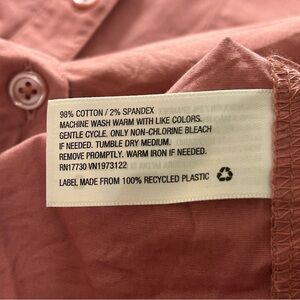 98% COTTON / 2% SPANDEX
MACHINE WASH WARM WITH LIKE COLORS.
GENTLE CYCLE. ONLY NON-CHLORINE BLEACH
IF NEEDED. TUMBLE DRY MEDIUM.
REMOVE PROMPTLY. WARM IRON IF NEEDED.
RN17730 VN1973122
LABEL MADE FROM 100% RECYCLED PLASTIC